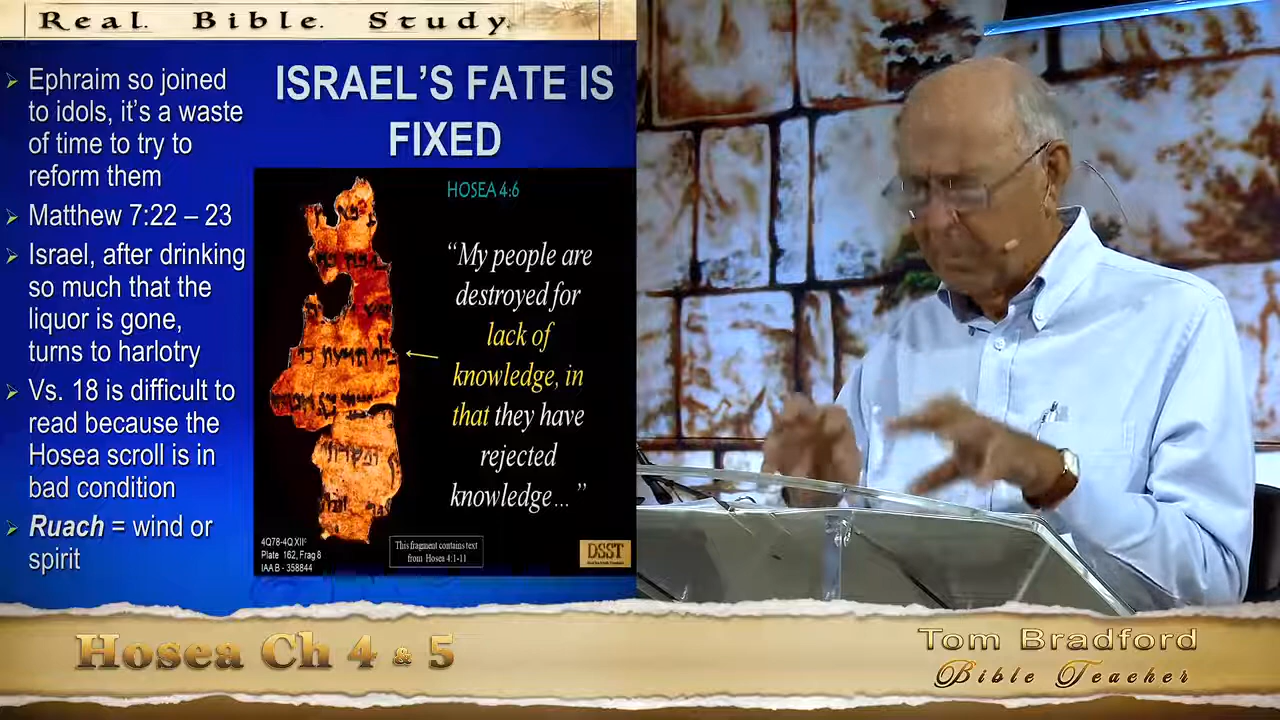 Real. Bible. Study.
ISRAEL'S FATE IS
FIXED
➢ Ephraim so joined
to idols, it's a waste
of time to try to
reform them
➢ Matthew 7:22 – 23
➢ Israel, after drinking
so much that the
liquor is gone,
turns to harlotry
➢ Vs. 18 is difficult to
read because the
Hosea scroll is in
bad condition
➢ Ruach = wind or
spirit
HOSEA 4:6
“My people are
destroyed for
lack of
knowledge, in
that they have
rejected
knowledge…”
4Q78-4Q XIIᶜ
Plate 162, Frag 8
IAA B - 358844
This fragment contains text
from Hosea 4:1-11
DSST
Hosea Ch 4 & 5
Tom Bradford
Bible Teacher